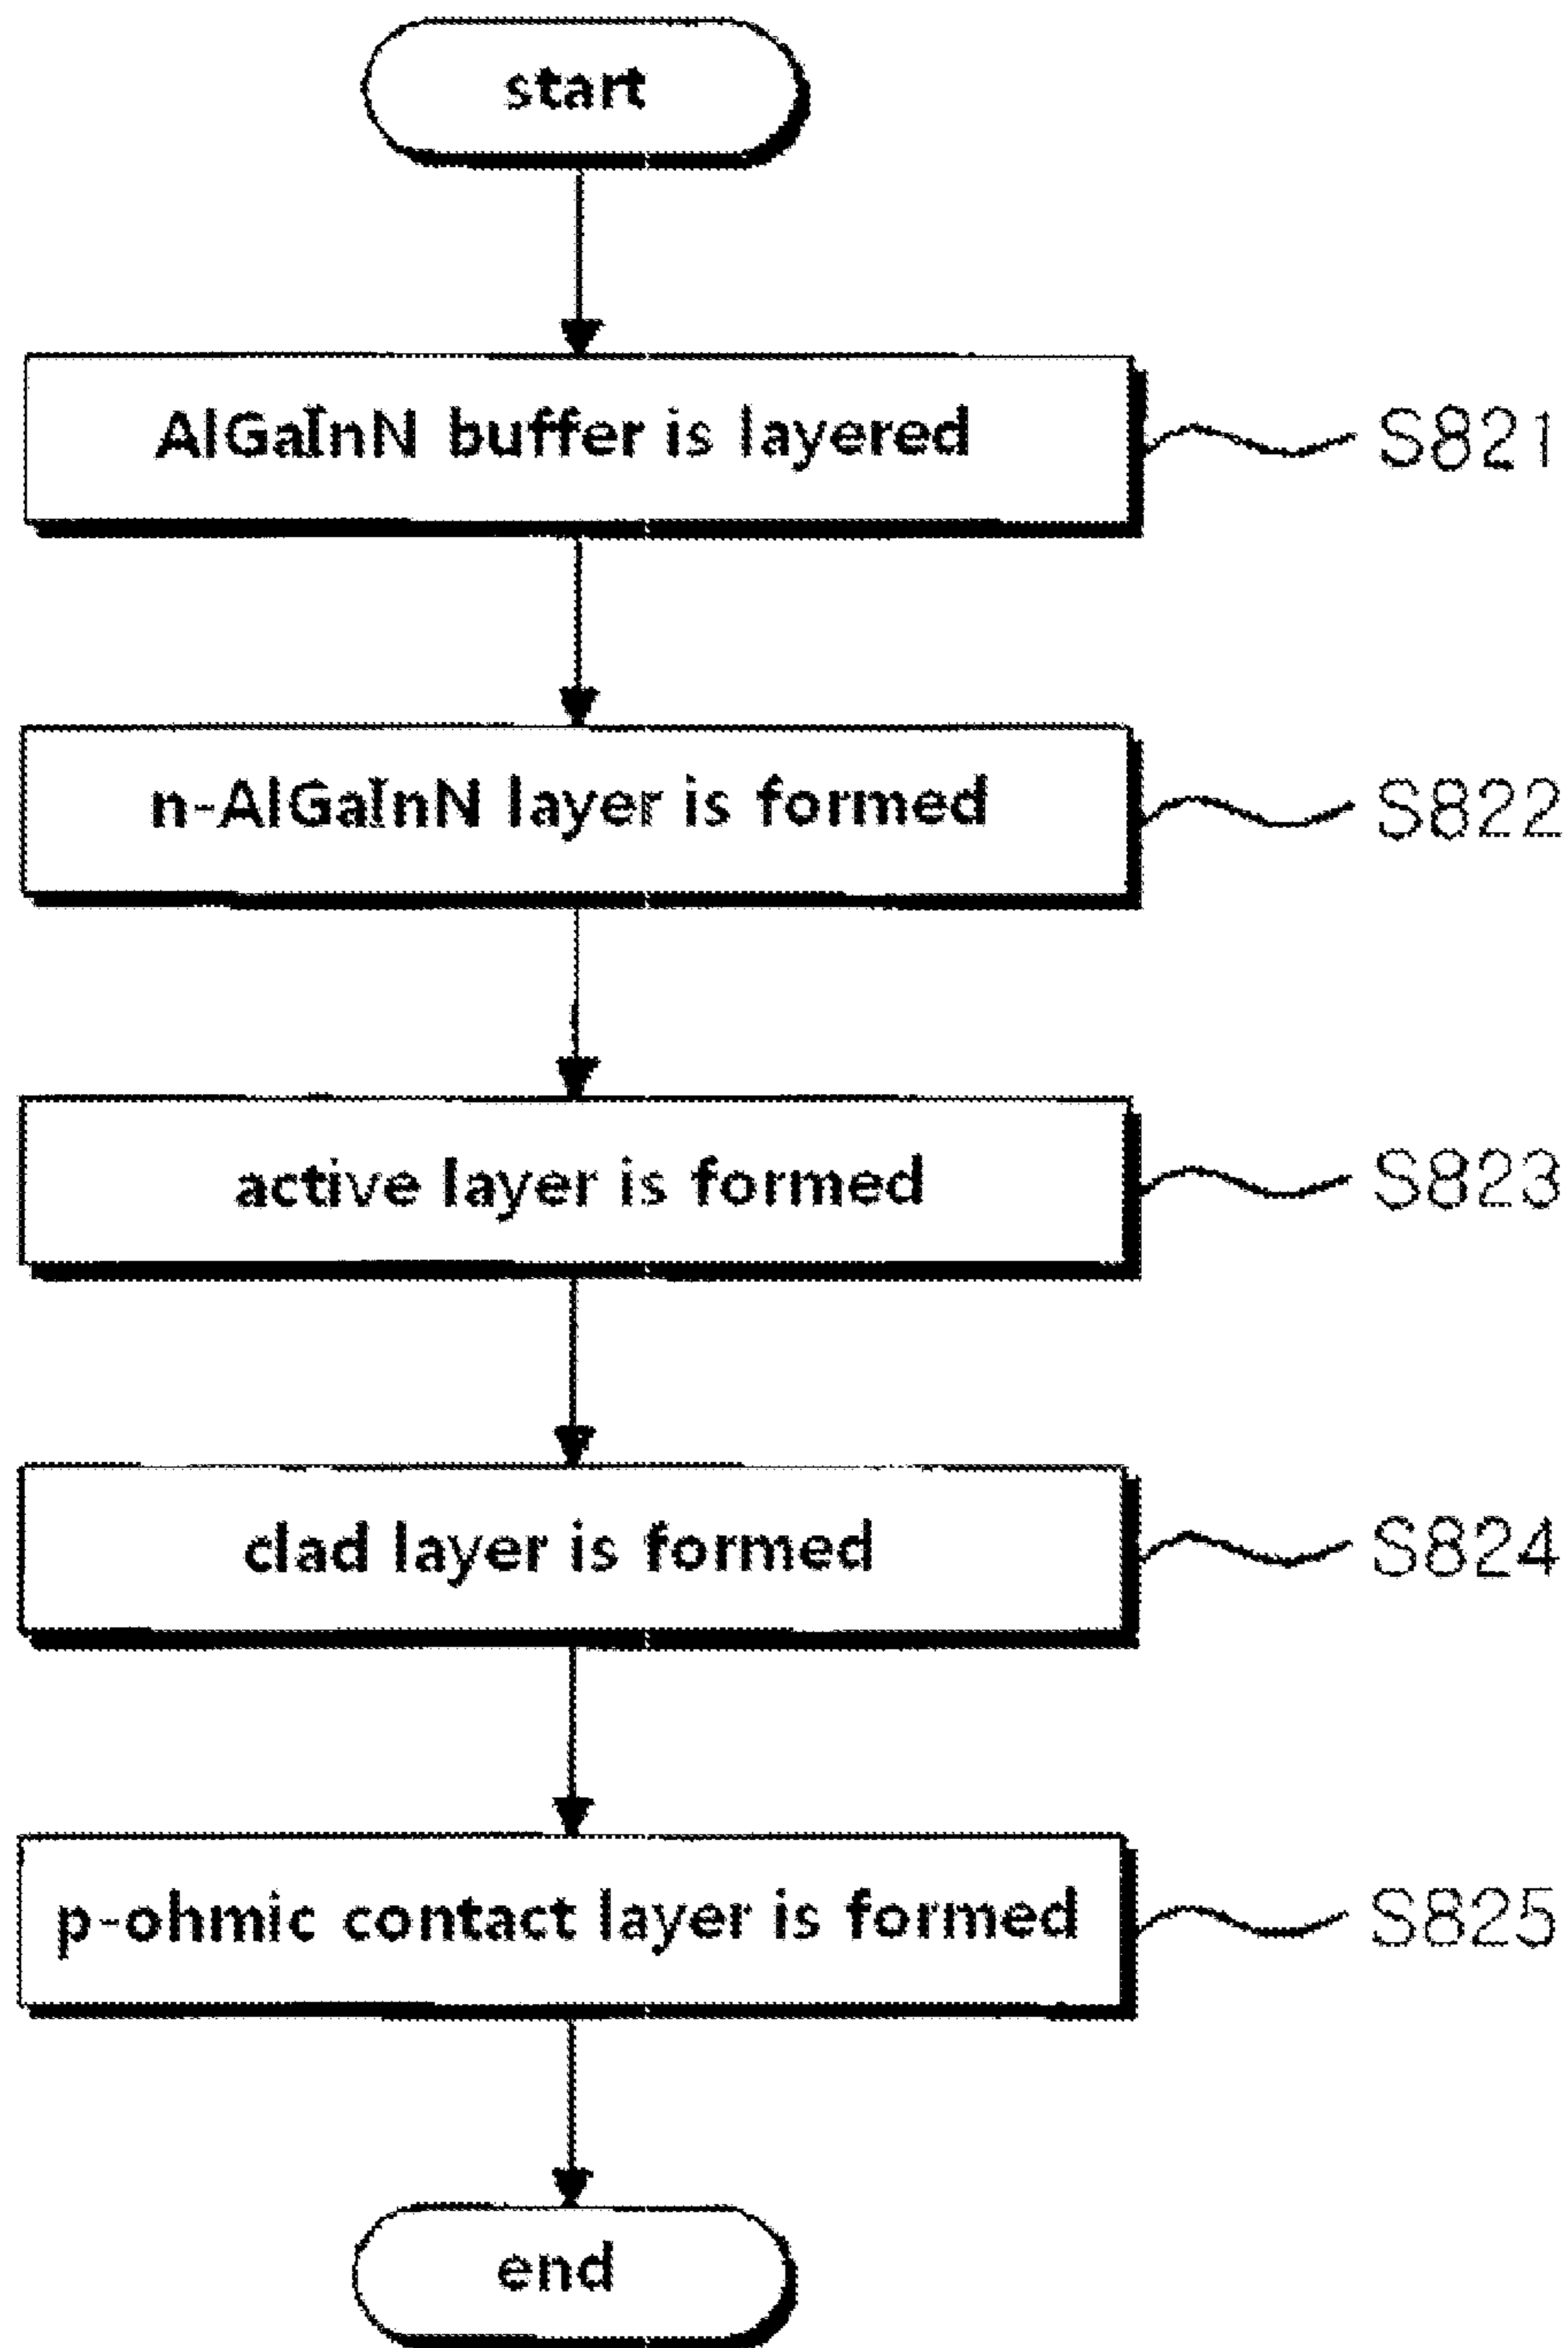 start
AlGaInN buffer is layered
S821
n-AlGaInN layer is formed
S822
active layer is formed
S823
clad layer is formed
S824
p-ohmic contact layer is formed
S825
end